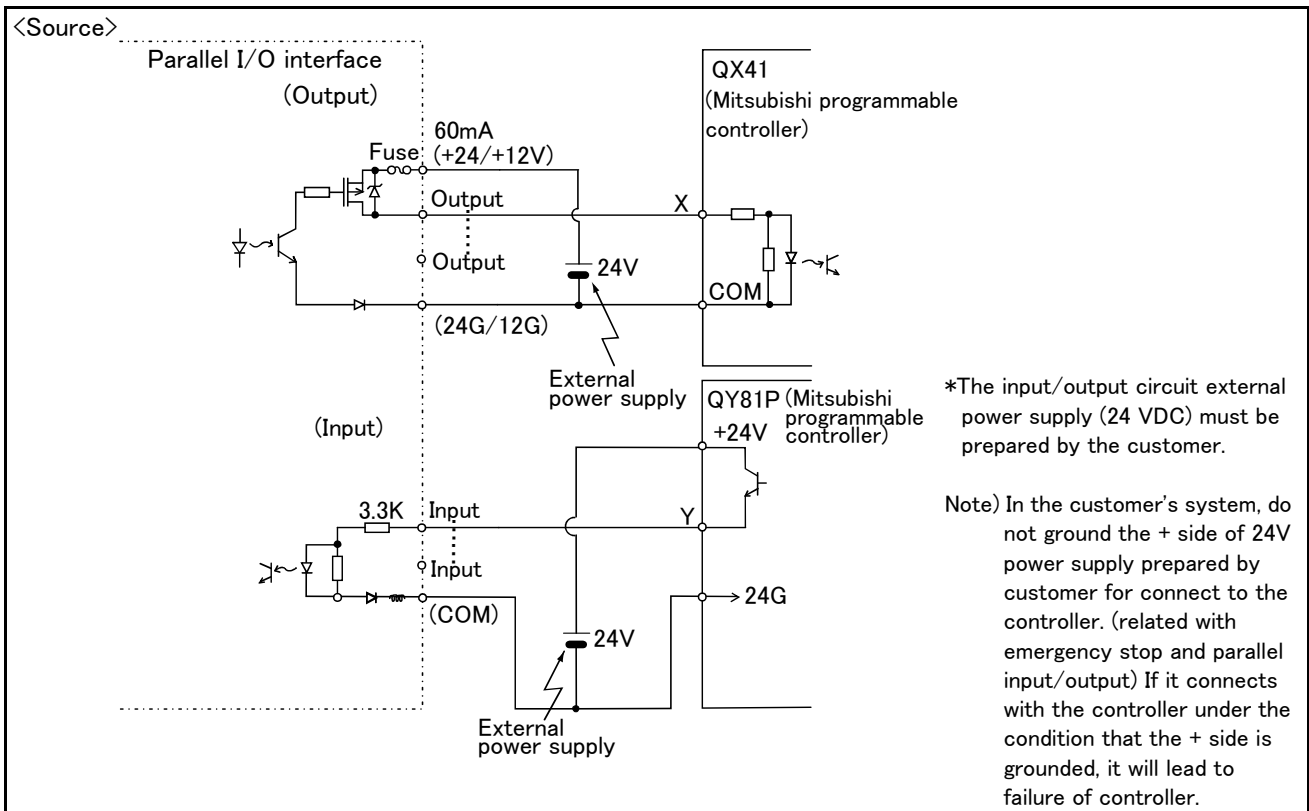 <Source>
Parallel I/O interface
(Output)
QX41
(Mitsubishi programmable
controller)
60mA
Fuse
(+24/+12V)
Output
X
Output
24V
COM
(24G/12G)
External
power supply
QY81P (Mitsubishi
programmable
controller)
+24V
(Input)
3.3K
Input
Y
Input
(COM)
24G
24V
External
power supply
*The input/output circuit external
power supply (24 VDC) must be
prepared by the customer.
Note) In the customer's system, do
not ground the + side of 24V
power supply prepared by
customer for connect to the
controller. (related with
emergency stop and parallel
input/output) If it connects
with the controller under the
condition that the + side is
grounded, it will lead to
failure of controller.